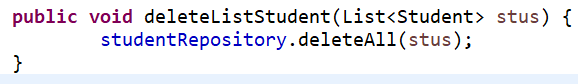 public void deleteListStudent(List<Student> stus) {
studentRepository.deleteAll(stus);
}